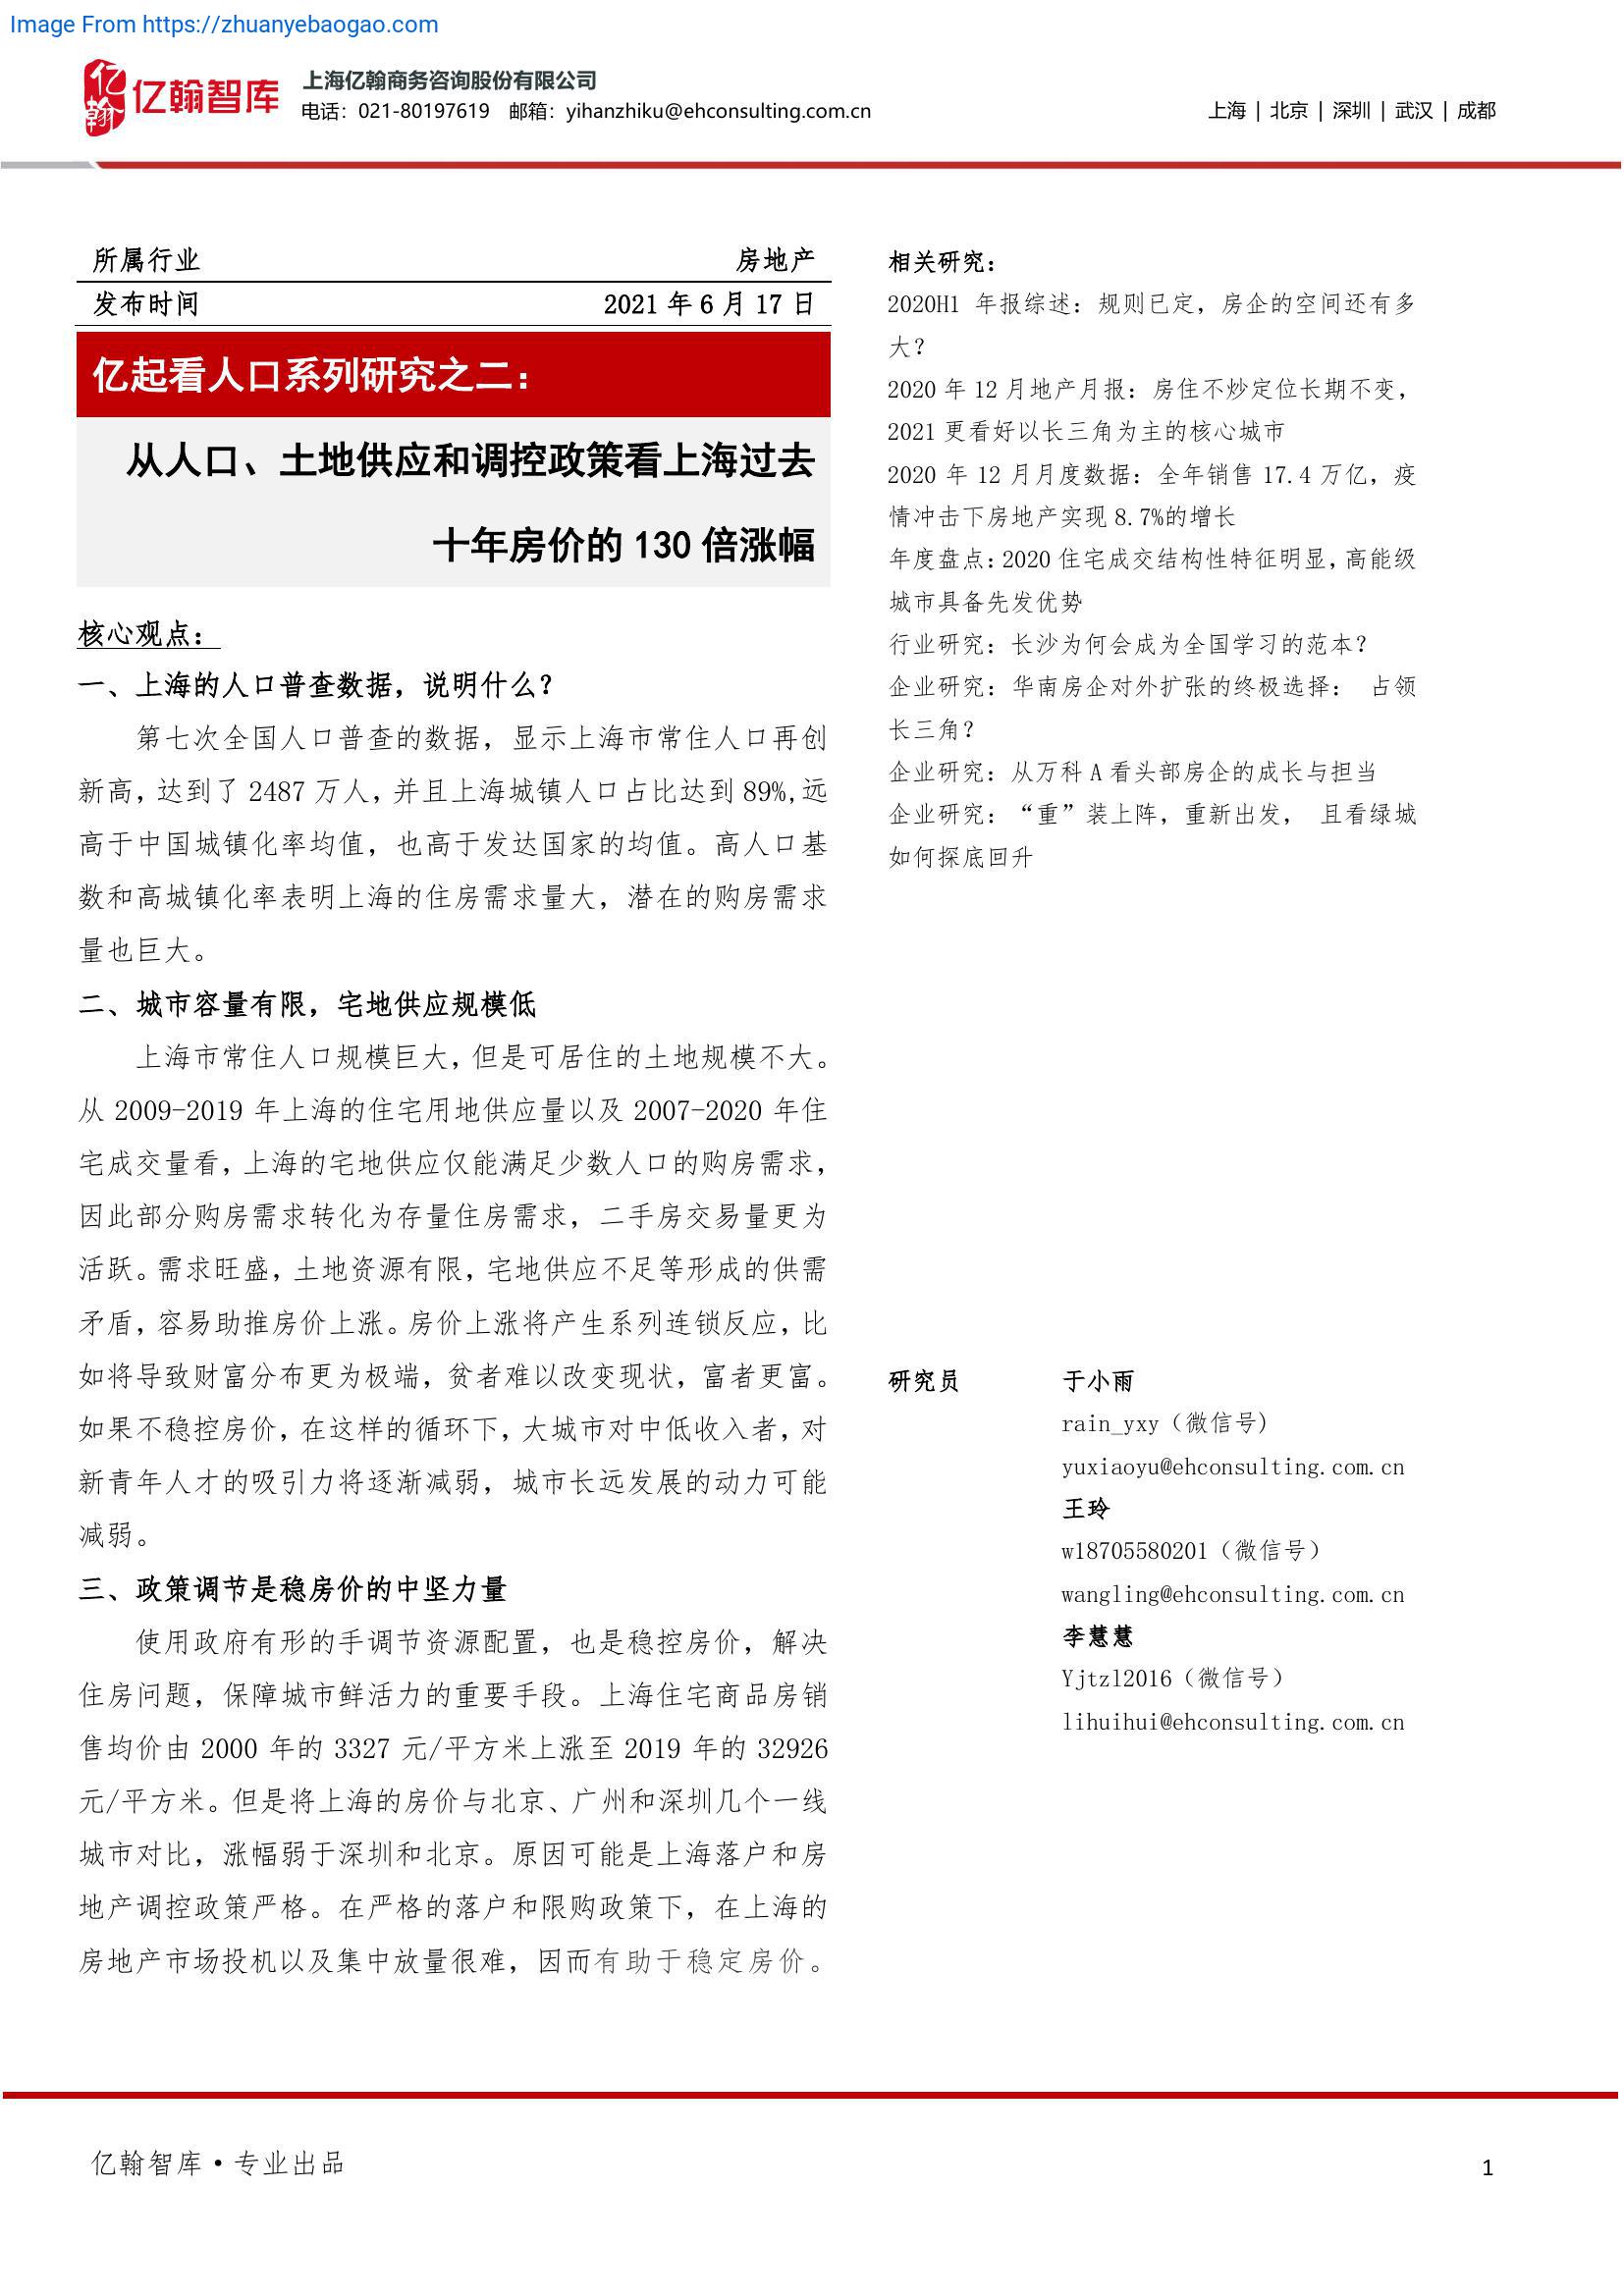 Image From https://zhuanyebaogao.com
亿翰
亿翰智库
上海亿翰商务咨询股份有限公司
电话：021-80197619 邮箱：yihanzhiku@ehconsulting.com.cn
上海 | 北京 | 深圳 | 武汉 | 成都
所属行业 房地产
发布时间 2021 年 6 月 17 日
亿起看人口系列研究之二：
从人口、土地供应和调控政策看上海过去
十年房价的 130 倍涨幅
核心观点：
一、上海的人口普查数据，说明什么？
第七次全国人口普查的数据，显示上海市常住人口再创
新高，达到了 2487 万人，并且上海城镇人口占比达到 89%,远
高于中国城镇化率均值，也高于发达国家的均值。高人口基
数和高城镇化率表明上海的住房需求量大，潜在的购房需求
量也巨大。
二、城市容量有限，宅地供应规模低
上海市常住人口规模巨大，但是可居住的土地规模不大。
从 2009-2019 年上海的住宅用地供应量以及 2007-2020 年住
宅成交量看，上海的宅地供应仅能满足少数人口的购房需求，
因此部分购房需求转化为存量住房需求，二手房交易量更为
活跃。需求旺盛，土地资源有限，宅地供应不足等形成的供需
矛盾，容易助推房价上涨。房价上涨将产生系列连锁反应，比
如将导致财富分布更为极端，贫者难以改变现状，富者更富。
如果不稳控房价，在这样的循环下，大城市对中低收入者，对
新青年人才的吸引力将逐渐减弱，城市长远发展的动力可能
减弱。
三、政策调节是稳房价的中坚力量
使用政府有形的手调节资源配置，也是稳控房价，解决
住房问题，保障城市鲜活力的重要手段。上海住宅商品房销
售均价由 2000 年的 3327 元/平方米上涨至 2019 年的 32926
元/平方米。但是将上海的房价与北京、广州和深圳几个一线
城市对比，涨幅弱于深圳和北京。原因可能是上海落户和房
地产调控政策严格。在严格的落户和限购政策下，在上海的
房地产市场投机以及集中放量很难，因而有助于稳定房价。
相关研究：
2020H1 年报综述：规则已定，房企的空间还有多
大？
2020 年 12 月地产月报：房住不炒定位长期不变，
2021 更看好以长三角为主的核心城市
2020 年 12 月月度数据：全年销售 17.4 万亿，疫
情冲击下房地产实现 8.7%的增长
年度盘点：2020 住宅成交结构性特征明显，高能级
城市具备先发优势
行业研究：长沙为何会成为全国学习的范本？
企业研究：华南房企对外扩张的终极选择： 占领
长三角？
企业研究：从万科 A 看头部房企的成长与担当
企业研究：“重”装上阵，重新出发， 且看绿城
如何探底回升
研究员 于小雨
rain_yxy（微信号）
yuxiaoyu@ehconsulting.com.cn
王玲
w18705580201（微信号）
wangling@ehconsulting.com.cn
李慧慧
Yjtzl2016（微信号）
lihuihui@ehconsulting.com.cn
亿翰智库·专业出品
1